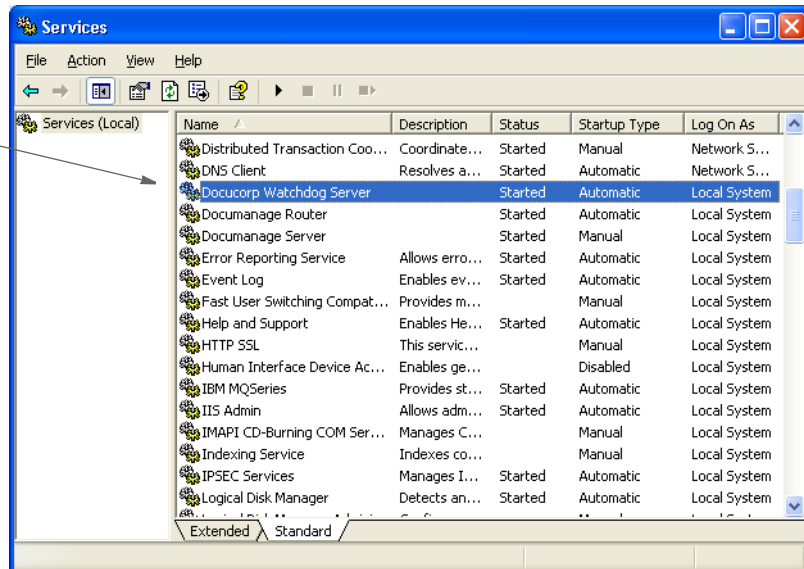 Services
File Action View Help
Services (Local)
Name Description Status Startup Type Log On As
Distributed Transaction Coo... Coordinate... Started Manual Network S...
DNS Client Resolves a... Started Automatic Network S...
Docucorp Watchdog Server Started Automatic Local System
Documanage Router Started Automatic Local System
Documanage Server Started Manual Local System
Error Reporting Service Allows erro... Started Automatic Local System
Event Log Enables ev... Started Automatic Local System
Fast User Switching Compat... Provides m... Manual Local System
Help and Support Enables He... Started Automatic Local System
HTTP SSL This servic... Manual Local System
Human Interface Device Ac... Enables ge... Disabled Local System
IBM MQSeries Provides st... Started Automatic Local System
IIS Admin Allows adm... Started Automatic Local System
IMAPI CD-Burning COM Ser... Manages C... Manual Local System
Indexing Service Indexes co... Manual Local System
IPSEC Services Manages I... Started Automatic Local System
Logical Disk Manager Detects an... Started Automatic Local System
Extended Standard